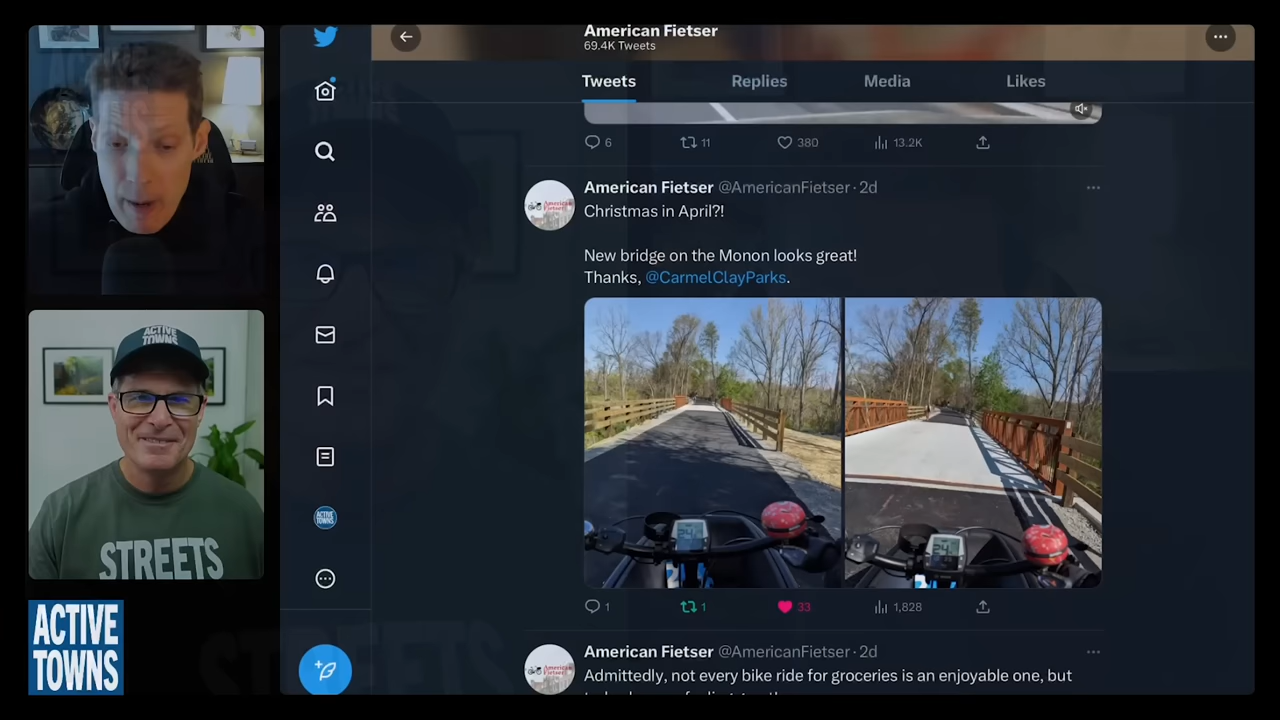 American Fietser
69.4K Tweets
Tweets
Replies
Media
Likes
6
11
380
13.2K
American Fietser @AmericanFietser · 2d
Christmas in April?!
New bridge on the Monon looks great!
Thanks, @CarmelClayParks.
1
1
33
1,828
American Fietser @AmericanFietser · 2d
Admittedly, not every bike ride for groceries is an enjoyable one, but
ACTIVE
TOWNS
STREETS
ACTIVE
TOWNS
ACTIVE
TOWNS